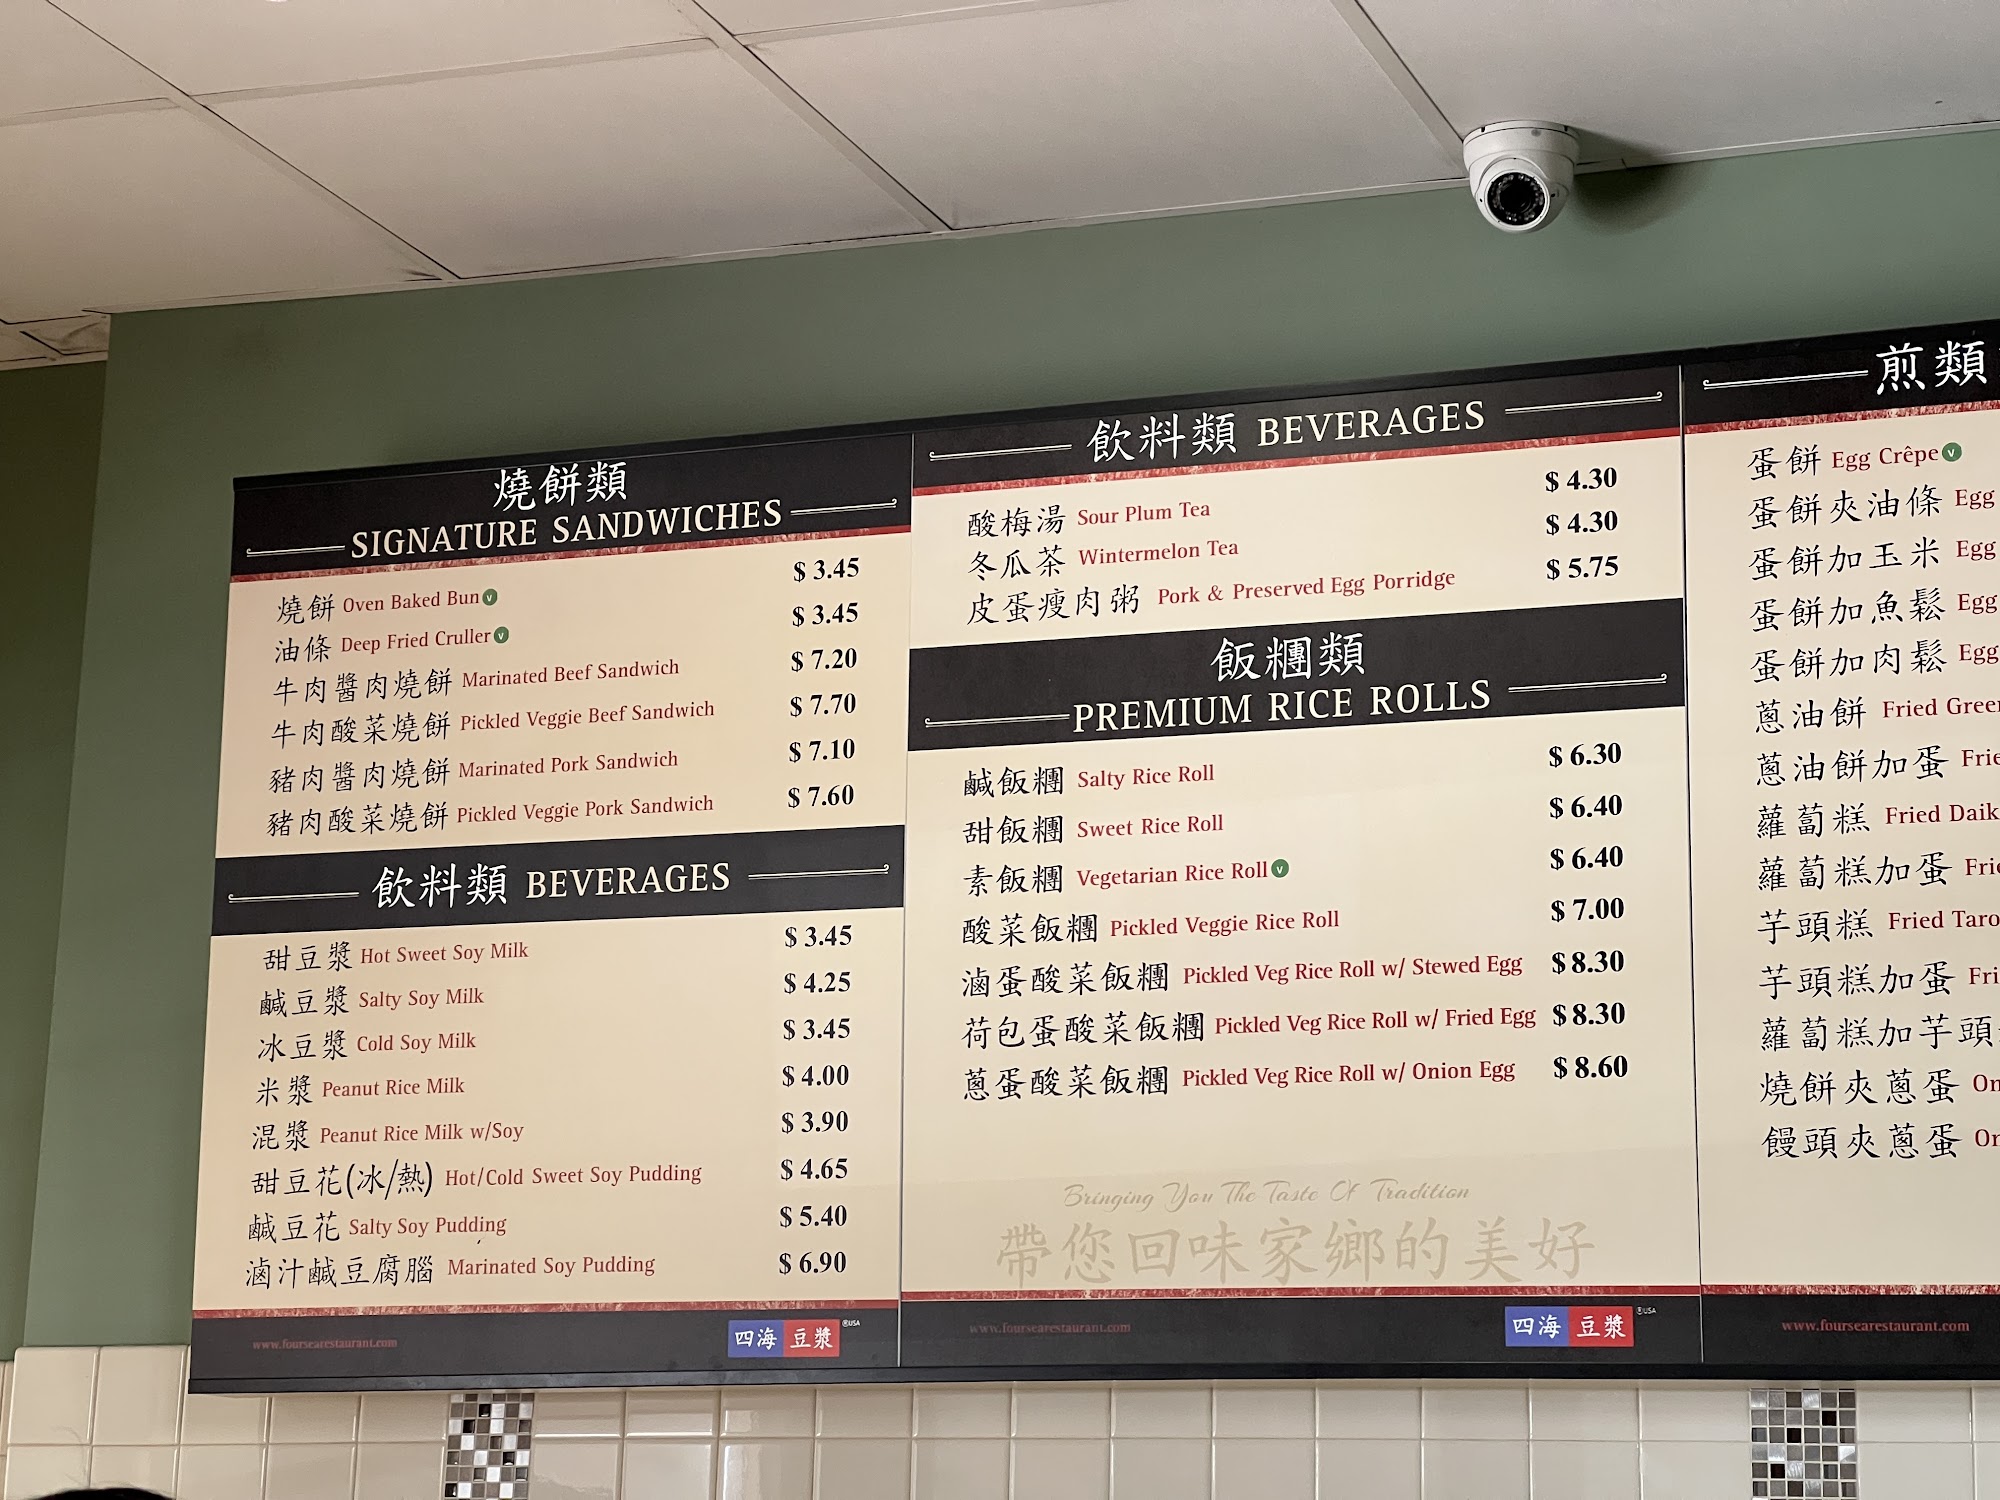 燒餅類
SIGNATURE SANDWICHES
燒餅 Oven Baked Bun v $ 3.45
油條 Deep Fried Cruller v $ 3.45
牛肉醬肉燒餅 Marinated Beef Sandwich $ 7.20
牛肉酸菜燒餅 Pickled Veggie Beef Sandwich $ 7.70
豬肉醬肉燒餅 Marinated Pork Sandwich $ 7.10
豬肉酸菜燒餅 Pickled Veggie Pork Sandwich $ 7.60
飲料類 BEVERAGES
甜豆漿 Hot Sweet Soy Milk $ 3.45
鹹豆漿 Salty Soy Milk $ 4.25
冰豆漿 Cold Soy Milk $ 3.45
米漿 Peanut Rice Milk $ 4.00
混漿 Peanut Rice Milk w/Soy $ 3.90
甜豆花(冰/熱) Hot/Cold Sweet Soy Pudding $ 4.65
鹹豆花 Salty Soy Pudding $ 5.40
滷汁鹹豆腐腦 Marinated Soy Pudding $ 6.90
www.foursearestaurant.com
四海豆漿 ®USA
飲料類 BEVERAGES
酸梅湯 Sour Plum Tea $ 4.30
冬瓜茶 Wintermelon Tea $ 4.30
皮蛋瘦肉粥 Pork & Preserved Egg Porridge $ 5.75
飯糰類
PREMIUM RICE ROLLS
鹹飯糰 Salty Rice Roll $ 6.30
甜飯糰 Sweet Rice Roll $ 6.40
素飯糰 Vegetarian Rice Roll v $ 6.40
酸菜飯糰 Pickled Veggie Rice Roll $ 7.00
滷蛋酸菜飯糰 Pickled Veg Rice Roll w/ Stewed Egg $ 8.30
荷包蛋酸菜飯糰 Pickled Veg Rice Roll w/ Fried Egg $ 8.30
蔥蛋酸菜飯糰 Pickled Veg Rice Roll w/ Onion Egg $ 8.60
Bringing You The Taste Of Tradition
帶您回味家鄉的美好
www.foursearestaurant.com
四海豆漿 ®USA
煎類
蛋餅 Egg Crêpe v
蛋餅夾油條 Egg
蛋餅加玉米 Egg
蛋餅加魚鬆 Egg
蛋餅加肉鬆 Egg
蔥油餅 Fried
蔥油餅加蛋
蘿蔔糕 Fried
蘿蔔糕加蛋
芋頭糕 Fried Taro
芋頭糕加蛋
蘿蔔糕加芋頭
燒餅夾蔥蛋
饅頭夾蔥蛋
www.foursearestaurant.com